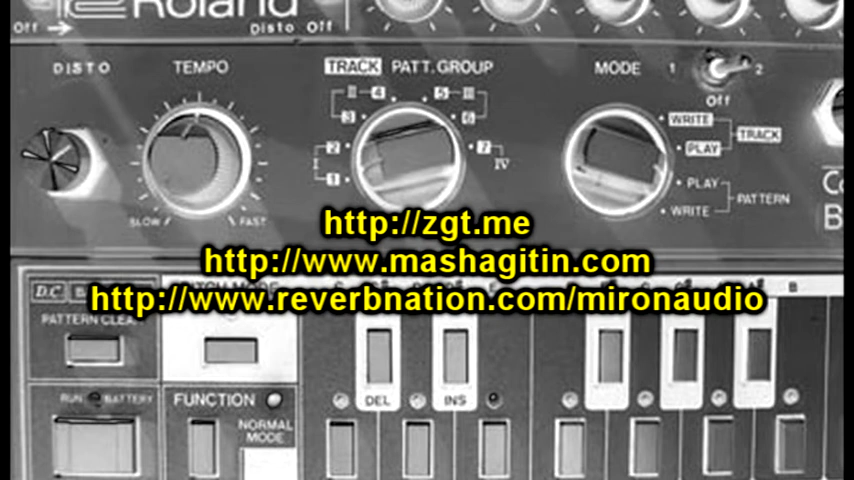 Roland
Off
Disto Off
DISTO
TEMPO
TRACK PATT. GROUP
MODE
1
2
Off
II
4
5
III
3
6
WRITE
TRACK
2
7
PLAY
I
IV
1
PLAY
PATTERN
WRITE
SLOW
FAST
http://zgt.me
http://www.mashagitin.com
http://www.reverbnation.com/mironaudio
D.C
B
PATTERN CLEAR
RUN
BATTERY
FUNCTION
DEL
INS
NORMAL
MODE